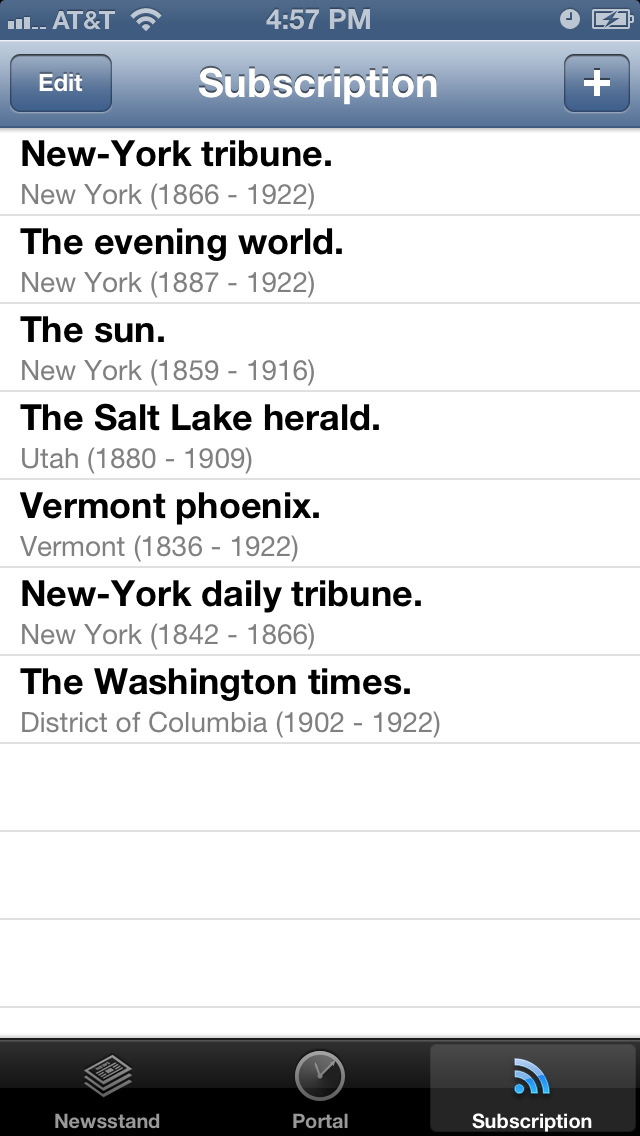 AT&T 4:57 PM
Edit Subscription +
New-York tribune.
New York (1866 - 1922)
The evening world.
New York (1887 - 1922)
The sun.
New York (1859 - 1916)
The Salt Lake herald.
Utah (1880 - 1909)
Vermont phoenix.
Vermont (1836 - 1922)
New-York daily tribune.
New York (1842 - 1866)
The Washington times.
District of Columbia (1902 - 1922)
Newsstand Portal Subscription